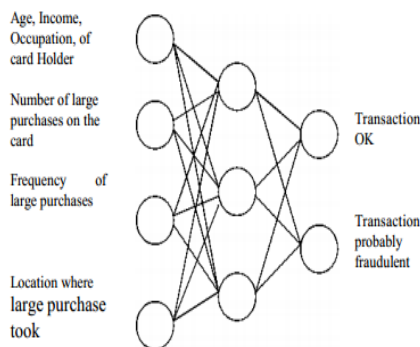 Age, Income,
Occupation, of
card Holder
Number of large
purchases on the
card
Frequency of
large purchases
Location where
large purchase
took
Transaction
OK
Transaction
probably
fraudulent